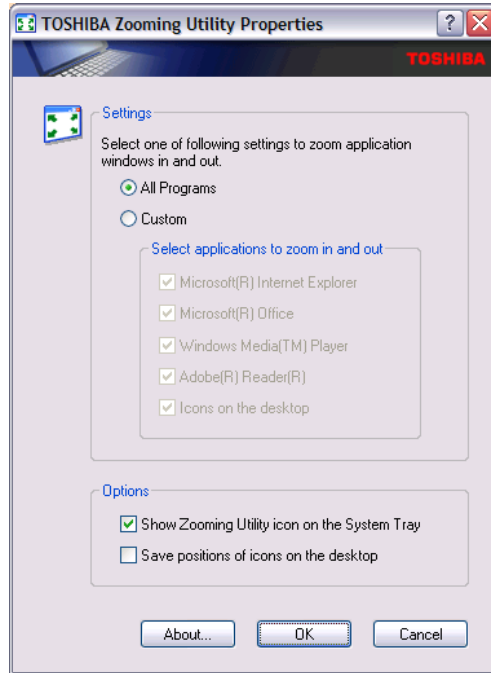 TOSHIBA Zooming Utility Properties
TOSHIBA
Settings
Select one of following settings to zoom application
windows in and out.
All Programs
Custom
Select applications to zoom in and out
Microsoft(R) Internet Explorer
Microsoft(R) Office
Windows Media(TM) Player
Adobe(R) Reader(R)
Icons on the desktop
Options
Show Zooming Utility icon on the System Tray
Save positions of icons on the desktop
About... OK Cancel